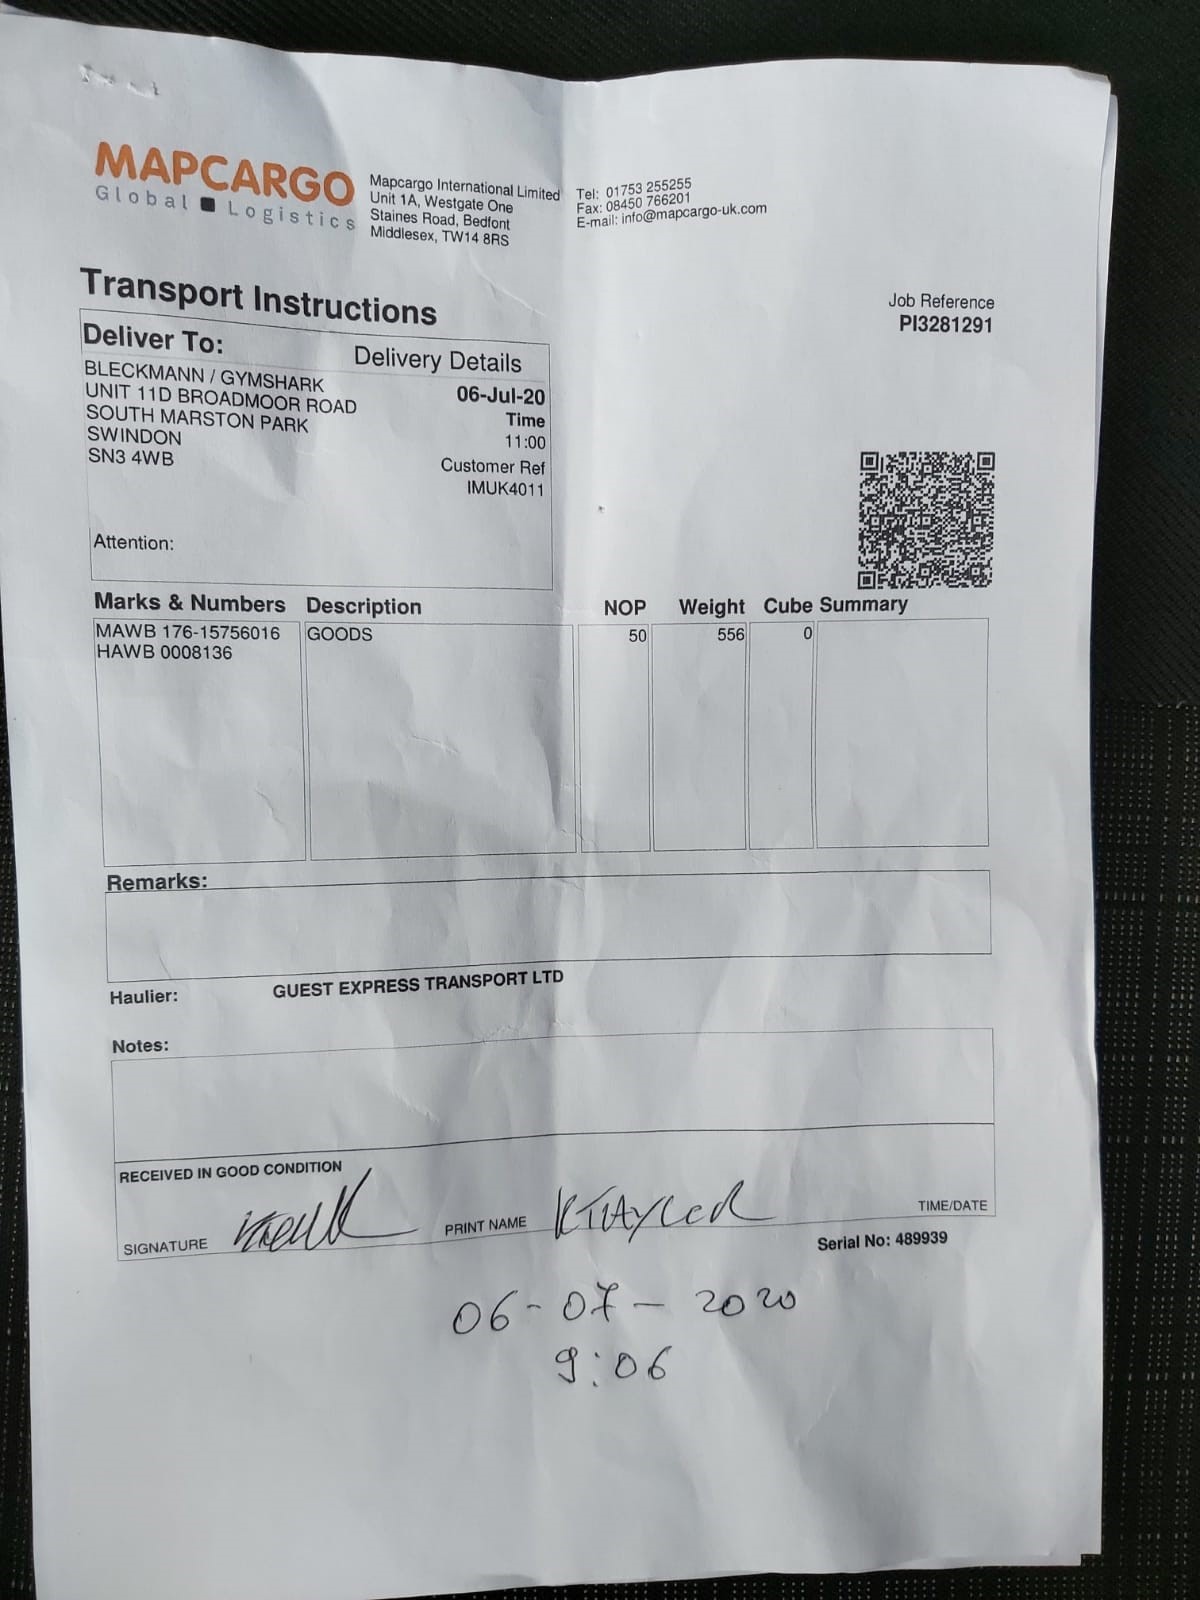 MAPCARGO
Global Logistics
Mapcargo International Limited
Unit 1A, Westgate One
Staines Road, Bedfont
Middlesex, TW14 8RS
Tel: 01753 255255
Fax: 08450 766201
E-mail: info@mapcargo-uk.com
Transport Instructions
Job Reference
PI3281291
Deliver To:
BLECKMANN / GYMSHARK
UNIT 11D BROADMOOR ROAD
SOUTH MARSTON PARK
SWINDON
SN3 4WB
Attention:
Delivery Details
06-Jul-20
Time
11:00
Customer Ref
IMUK4011
Marks & Numbers Description NOP Weight Cube Summary
MAWB 176-15756016 GOODS 50 556 0
HAWB 0008136
Remarks:
Haulier: GUEST EXPRESS TRANSPORT LTD
Notes:
RECEIVED IN GOOD CONDITION
SIGNATURE PRINT NAME K TAYLOR TIME/DATE
Serial No: 489939
06-07-2020
9:06